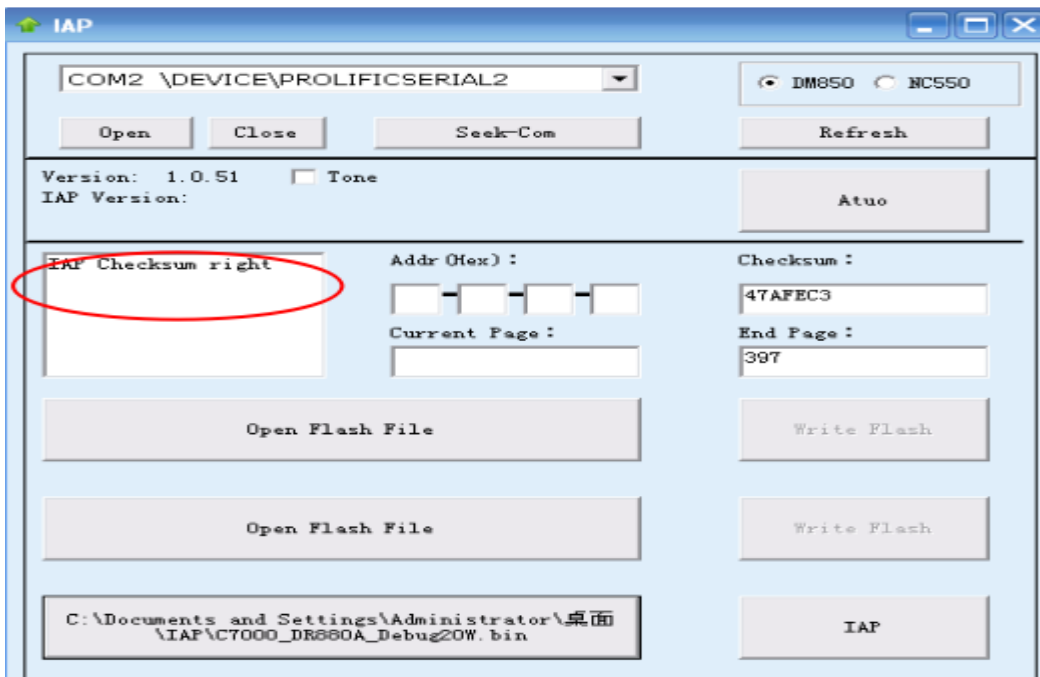 IAP
COM2 \DEVICE\PROLIFICSERIAL2
DM850 NC550
Open Close Seek-Com Refresh
Version: 1.0.51 Tone
IAP Version:
Atuo
IAP Checksum right
Addr(Hex):
Checksum:
47AFEC3
Current Page:
End Page:
397
Open Flash File
Write Flash
Open Flash File
Write Flash
C:\Documents and Settings\Administrator\桌面
\IAP\C7000_DR880A_Debug20W.bin
IAP